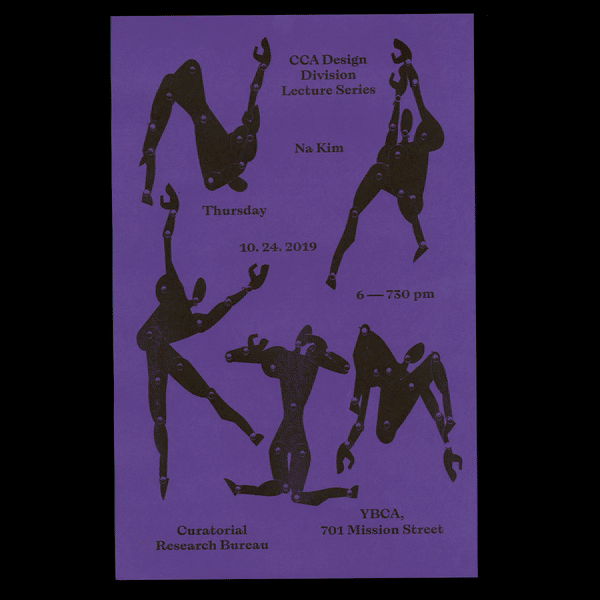 CCA Design
Division
Lecture Series
Na Kim
Thursday
10. 24. 2019
6 — 730 pm
YBCA,
701 Mission Street
Curatorial
Research Bureau